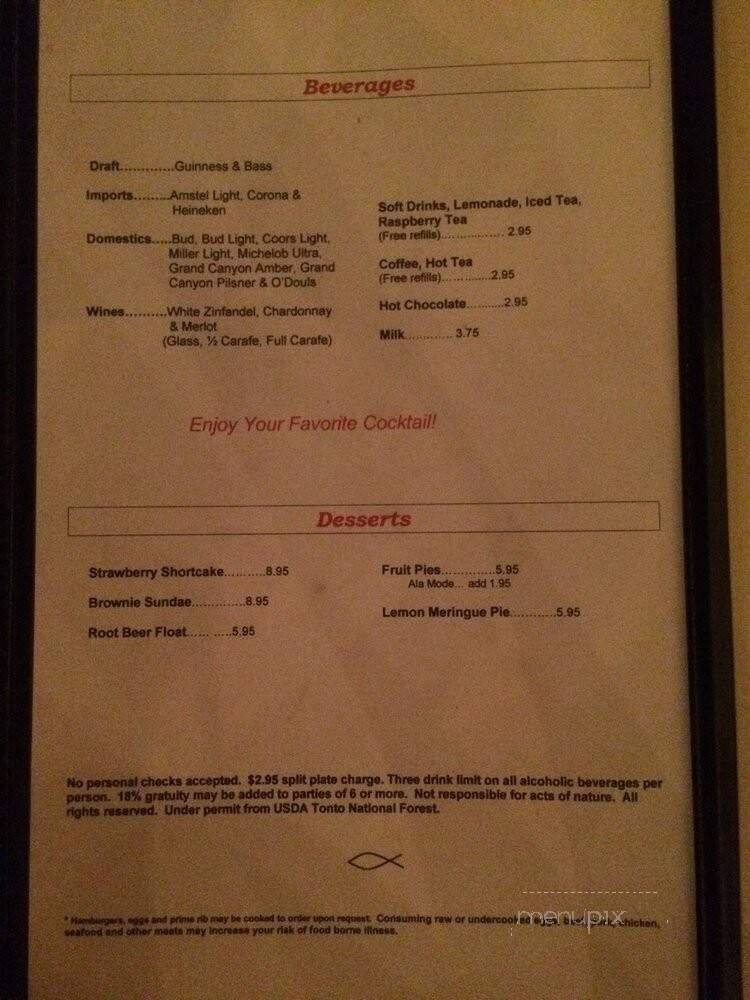 Beverages
Draft.............Guinness & Bass
Imports.........Amstel Light, Corona &
Heineken
Domestics.....Bud, Bud Light, Coors Light,
Miller Light, Michelob Ultra,
Grand Canyon Amber, Grand
Canyon Pilsner & O'Douls
Wines..........White Zinfandel, Chardonnay
& Merlot
(Glass, ½ Carafe, Full Carafe)
Soft Drinks, Lemonade, Iced Tea,
Raspberry Tea
(Free refills)................... 2.95
Coffee, Hot Tea
(Free refills)...............2.95
Hot Chocolate..........2.95
Milk............. 3.75
Enjoy Your Favorite Cocktail!
Desserts
Strawberry Shortcake..........8.95
Brownie Sundae.............8.95
Root Beer Float...... .....5.95
Fruit Pies..............5.95
Ala Mode... add 1.95
Lemon Meringue Pie...........5.95
No personal checks accepted. $2.95 split plate charge. Three drink limit on all alcoholic beverages per
person. 18% gratuity may be added to parties of 6 or more. Not responsible for acts of nature. All
rights reserved. Under permit from USDA Tonto National Forest.
* Hamburgers, eggs and prime rib may be cooked to order upon request. Consuming raw or undercooked eggs, chicken,
seafood and other meats may increase your risk of food borne illness.
menupix